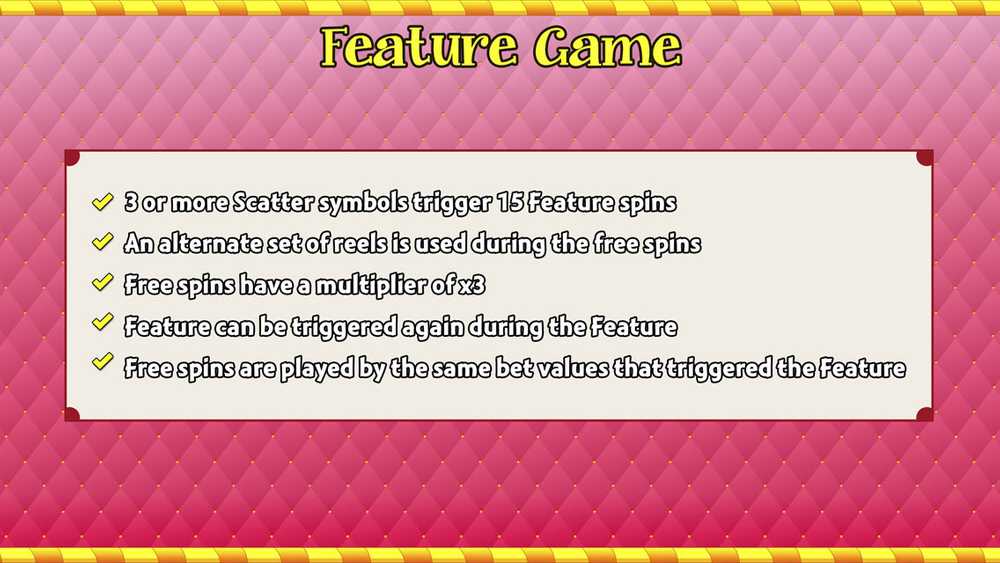 Feature Game
3 or more Scatter symbols trigger 15 Feature spins
An alternate set of reels is used during the free spins
Free spins have a multiplier of x3
Feature can be triggered again during the Feature
Free spins are played by the same bet values that triggered the Feature